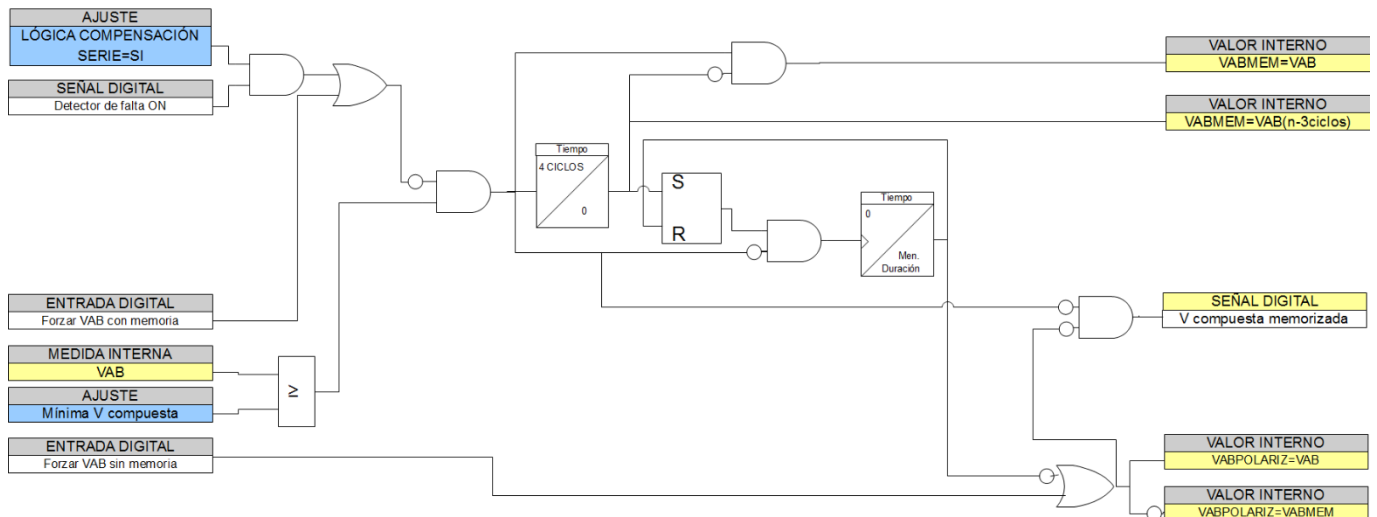 AJUSTE
LÓGICA COMPENSACIÓN
SERIE=SI
SEÑAL DIGITAL
Detector de falta ON
VALOR INTERNO
VABMEM=VAB
VALOR INTERNO
VABMEM=VAB(n-3ciclos)
Tiempo
4 CICLOS
0
S
R
Tiempo
0
Men.
Duración
ENTRADA DIGITAL
Forzar VAB con memoria
SEÑAL DIGITAL
V compuesta memorizada
MEDIDA INTERNA
VAB
≥
AJUSTE
Mínima V compuesta
ENTRADA DIGITAL
Forzar VAB sin memoria
VALOR INTERNO
VABPOLARIZ=VAB
VALOR INTERNO
VABPOLARIZ=VABMEM